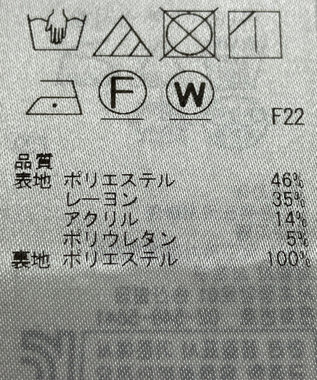 F W
F22
品質
表地 ポリエステル 46%
レーヨン 35%
アクリル 14%
ポリウレタン 5%
裏地 ポリエステル 100%